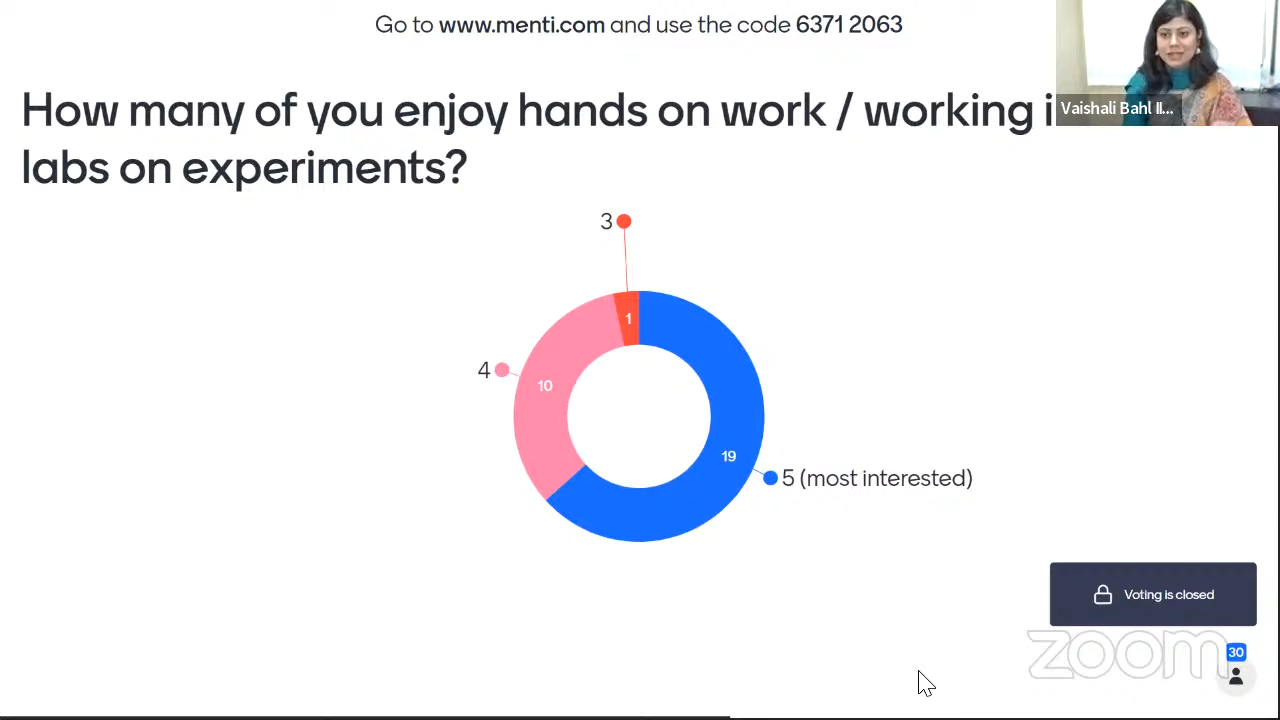 Go to www.menti.com and use the code 6371 2063
Vaishali Bahl II...
How many of you enjoy hands on work / working i
labs on experiments?
3
1
4
10
19
5 (most interested)
Voting is closed
zoom
30